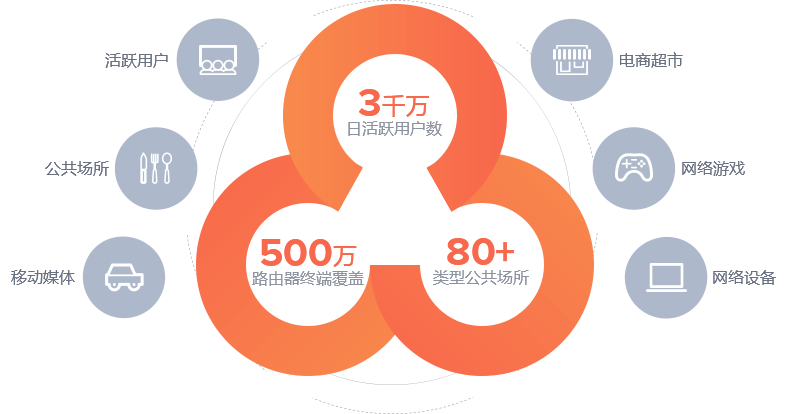 活跃用户
电商超市
3千万
日活跃用户数
公共场所
网络游戏
500万
路由器终端覆盖
80+
类型公共场所
移动媒体
网络设备